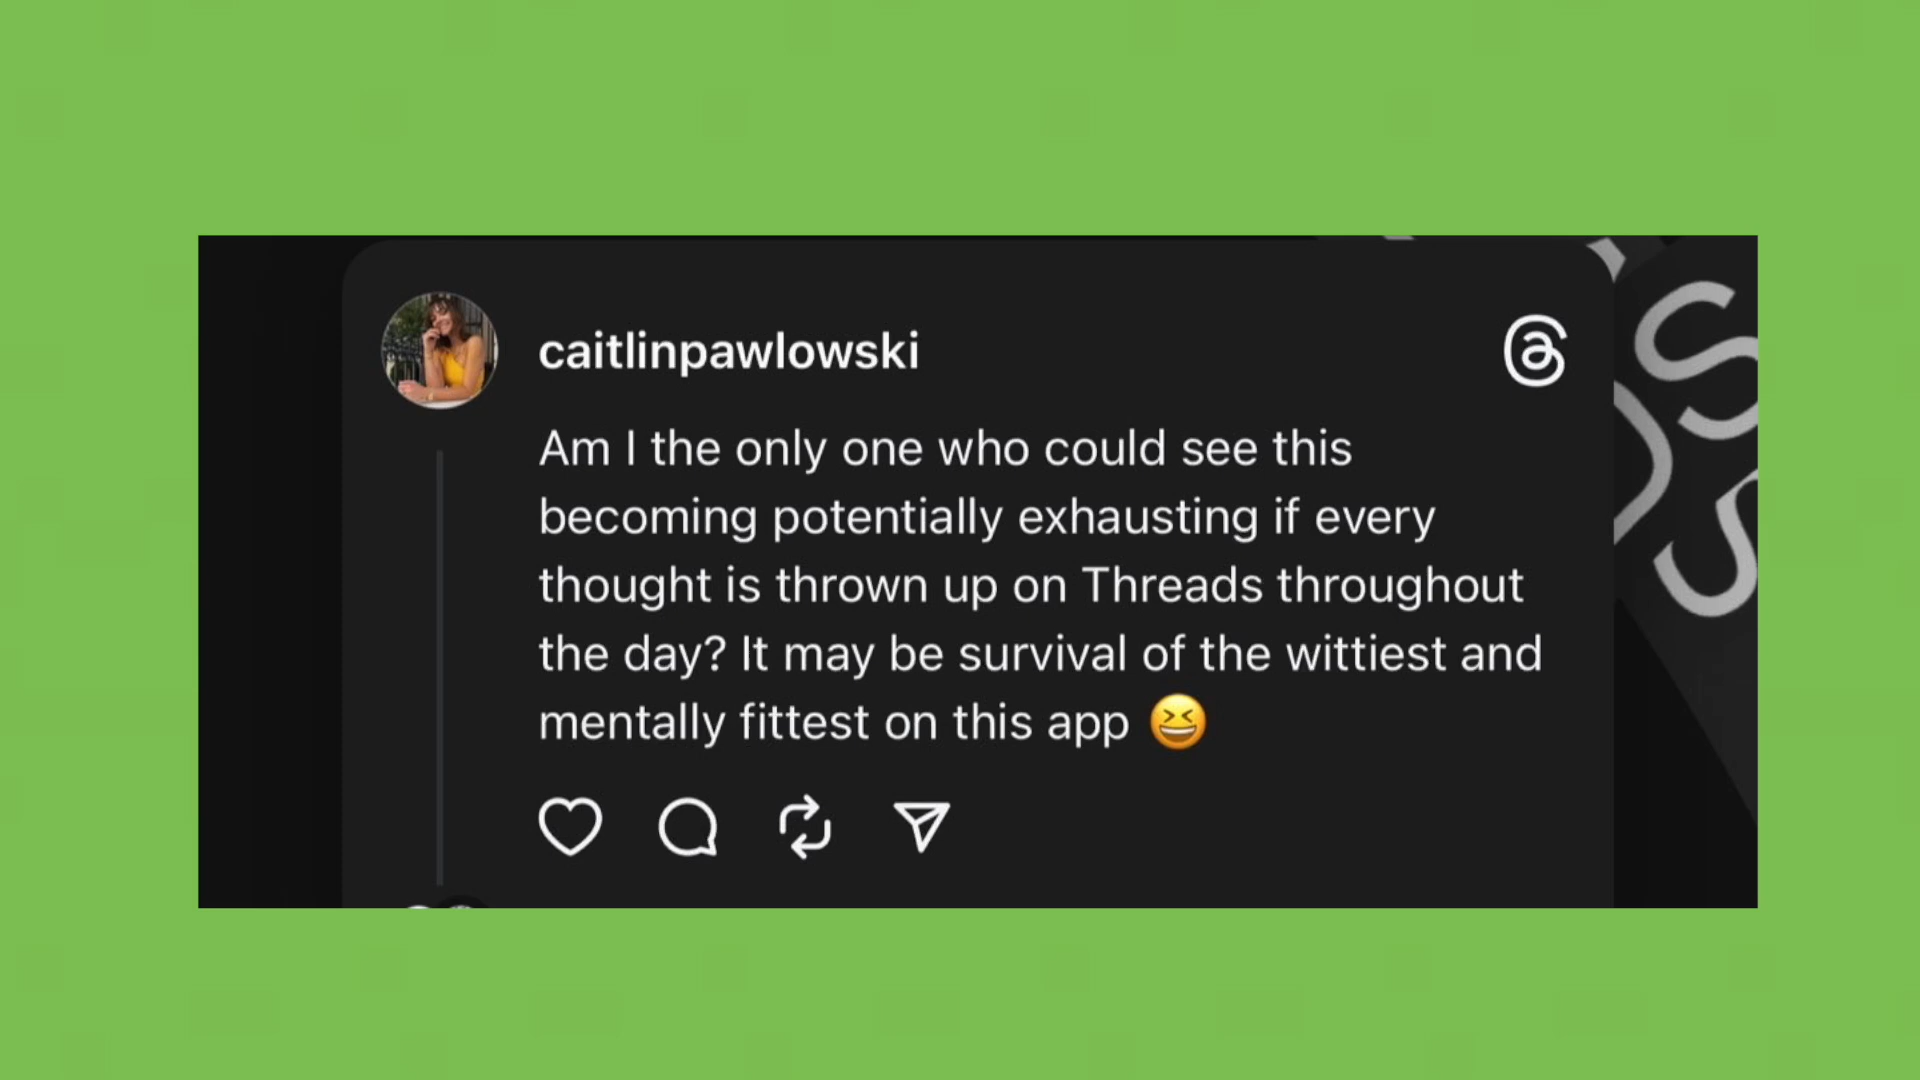 caitlinpawlowski
Am I the only one who could see this
becoming potentially exhausting if every
thought is thrown up on Threads throughout
the day? It may be survival of the wittiest and
mentally fittest on this app 😆